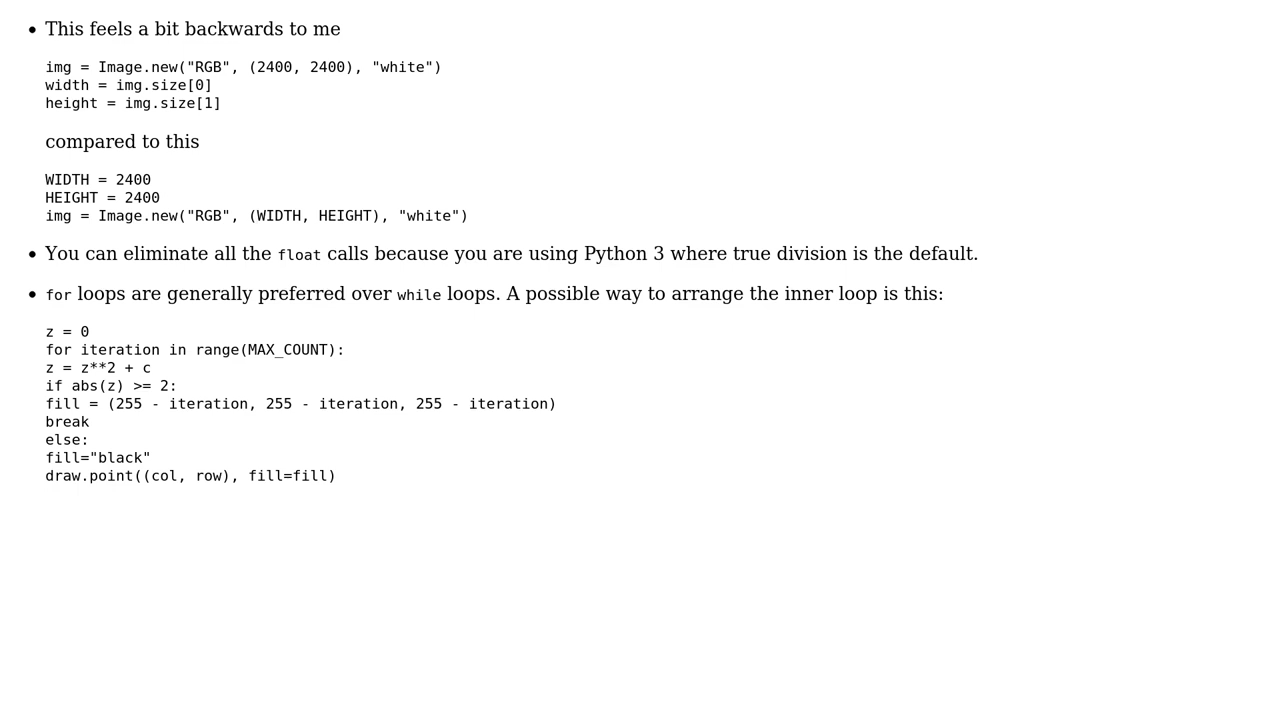 This feels a bit backwards to me
img = Image.new("RGB", (2400, 2400), "white")
width = img.size[0]
height = img.size[1]
compared to this
WIDTH = 2400
HEIGHT = 2400
img = Image.new("RGB", (WIDTH, HEIGHT), "white")
You can eliminate all the float calls because you are using Python 3 where true division is the default.
for loops are generally preferred over while loops. A possible way to arrange the inner loop is this:
z = 0
for iteration in range(MAX_COUNT):
z = z**2 + c
if abs(z) >= 2:
fill = (255 - iteration, 255 - iteration, 255 - iteration)
break
else:
fill="black"
draw.point((col, row), fill=fill)